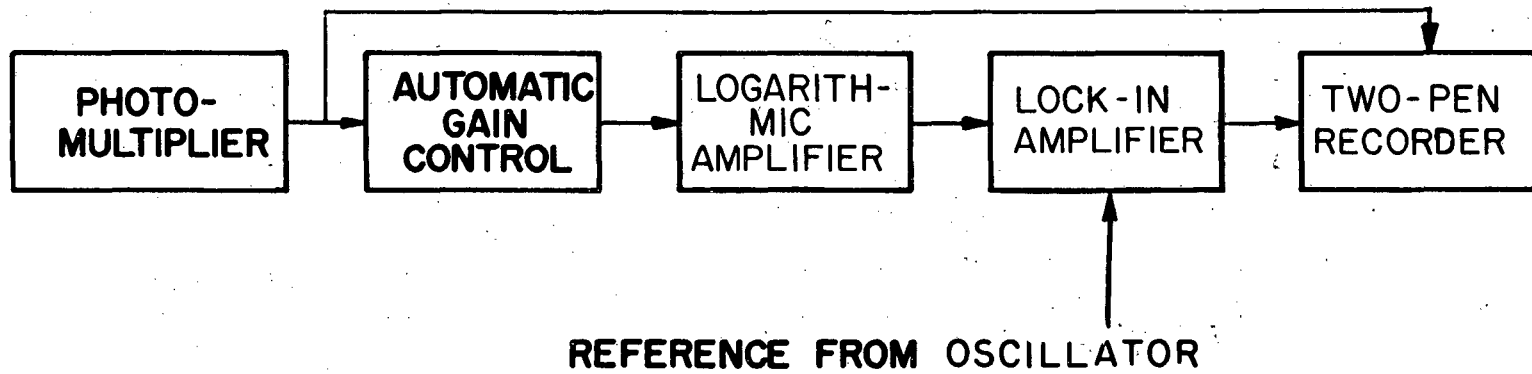 PHOTO-
MULTIPLIER
AUTOMATIC
GAIN
CONTROL
LOGARITH-
MIC
AMPLIFIER
LOCK-IN
AMPLIFIER
TWO-PEN
RECORDER
REFERENCE FROM OSCILLATOR